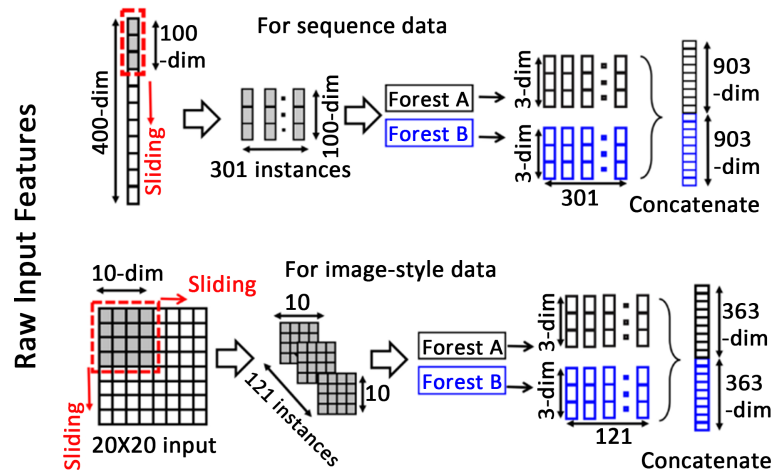 Raw Input Features
For sequence data
100
-dim
400-dim
Sliding
301 instances
100-dim
Forest A
Forest B
3-dim
3-dim
301
903
-dim
903
-dim
Concatenate
For image-style data
10-dim
Sliding
Sliding
20X20 input
10
10
121 instances
Forest A
Forest B
3-dim
3-dim
121
363
-dim
363
-dim
Concatenate